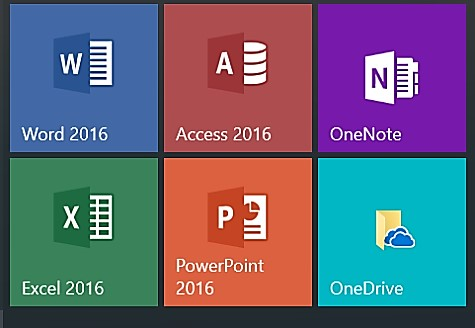 W
Word 2016
A
Access 2016
N
OneNote
X
Excel 2016
P
PowerPoint
2016
OneDrive